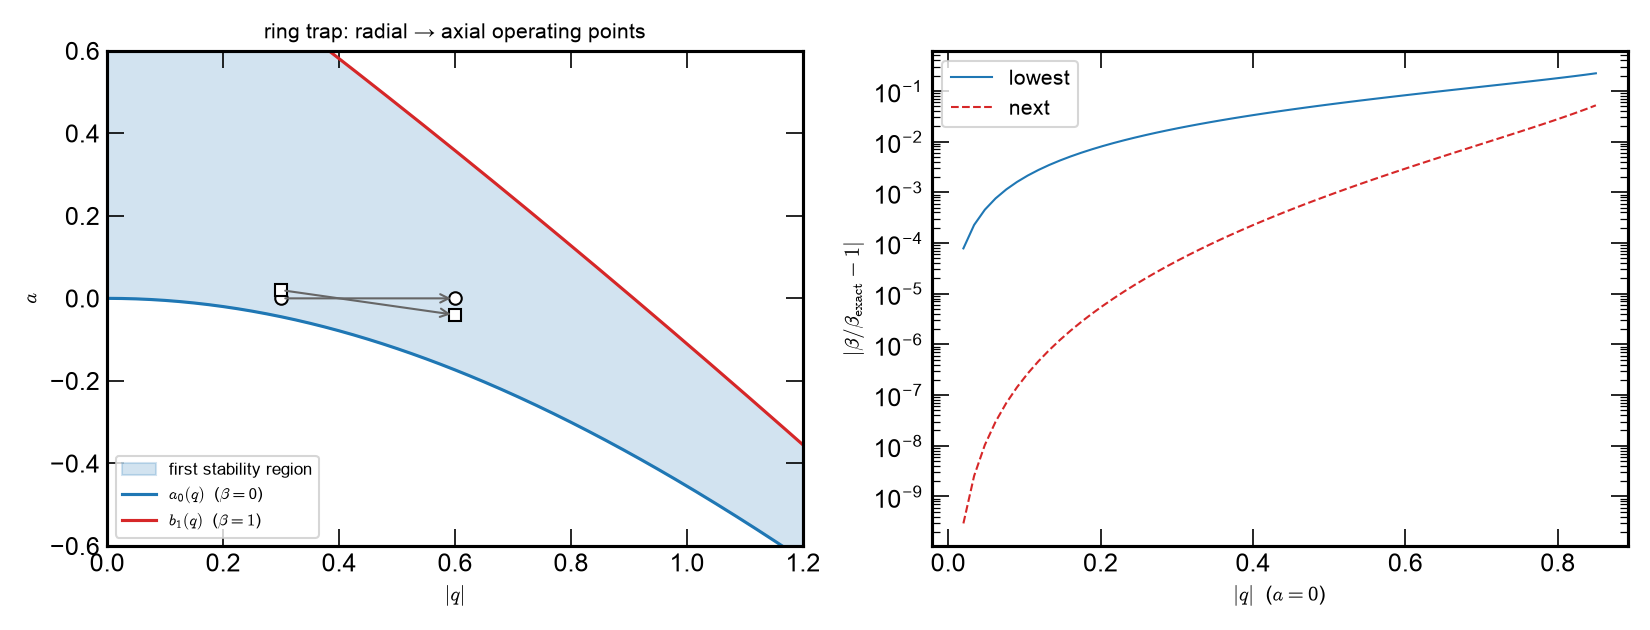 ring trap: radial → axial operating points
0.6
0.4
0.2
0.0
−0.2
−0.4
−0.6
a
0.0
0.2
0.4
0.6
0.8
1.0
1.2
|q|
first stability region
a₀(q) (β = 0)
b₁(q) (β = 1)
lowest
next
10⁻¹
10⁻²
10⁻³
10⁻⁴
10⁻⁵
10⁻⁶
10⁻⁷
10⁻⁸
10⁻⁹
|β/β_exact − 1|
0.0
0.2
0.4
0.6
0.8
|q| (a = 0)